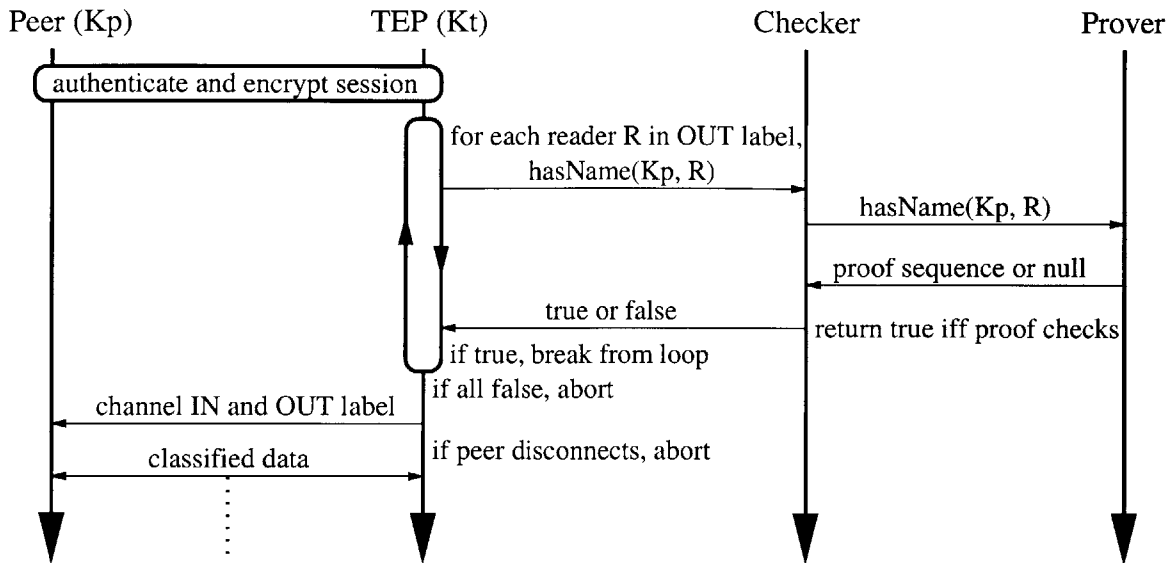 Peer (Kp)
TEP (Kt)
Checker
Prover
authenticate and encrypt session
for each reader R in OUT label,
hasName(Kp, R)
hasName(Kp, R)
proof sequence or null
true or false
return true iff proof checks
if true, break from loop
if all false, abort
channel IN and OUT label
if peer disconnects, abort
classified data